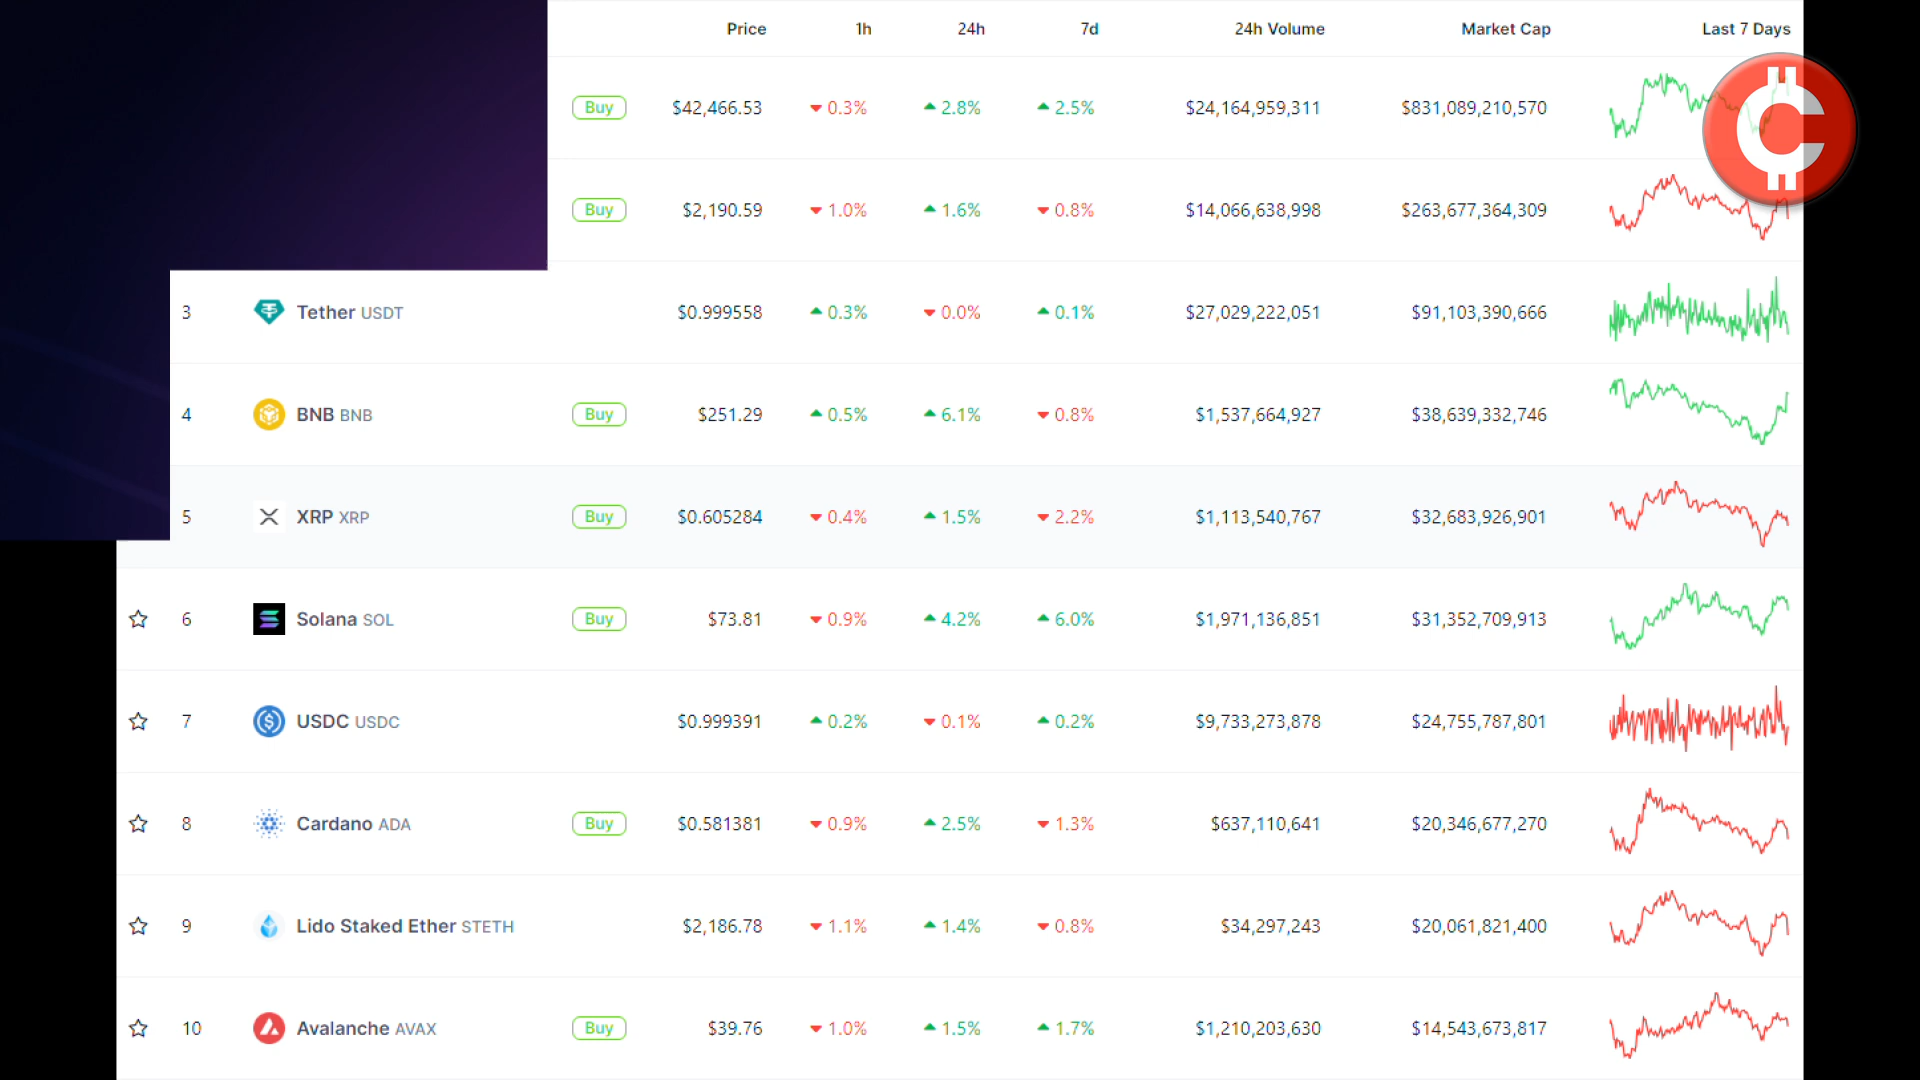 Price 1h 24h 7d 24h Volume Market Cap Last 7 Days
Buy $42,466.53 0.3% 2.8% 2.5% $24,164,959,311 $831,089,210,570
Buy $2,190.59 1.0% 1.6% 0.8% $14,066,638,998 $263,677,364,309
3 Tether USDT $0.999558 0.3% 0.0% 0.1% $27,029,222,051 $91,103,390,666
4 BNB BNB Buy $251.29 0.5% 6.1% 0.8% $1,537,664,927 $38,639,332,746
5 XRP XRP Buy $0.605284 0.4% 1.5% 2.2% $1,113,540,767 $32,683,926,901
6 Solana SOL Buy $73.81 0.9% 4.2% 6.0% $1,971,136,851 $31,352,709,913
7 USDC USDC $0.999391 0.2% 0.1% 0.2% $9,733,273,878 $24,755,787,801
8 Cardano ADA Buy $0.581381 0.9% 2.5% 1.3% $637,110,641 $20,346,677,270
9 Lido Staked Ether STETH $2,186.78 1.1% 1.4% 0.8% $34,297,243 $20,061,821,400
10 Avalanche AVAX Buy $39.76 1.0% 1.5% 1.7% $1,210,203,630 $14,543,673,817